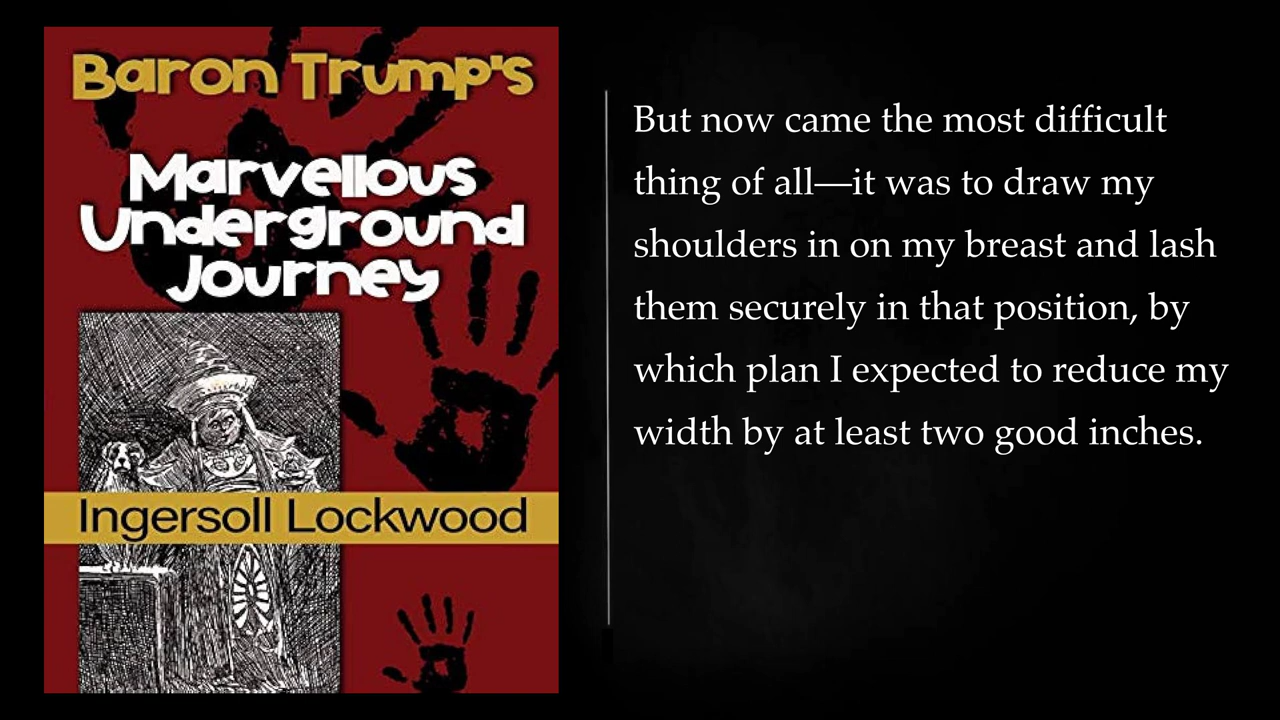 Baron Trump's
Marvellous
Underground
Journey
Ingersoll Lockwood
But now came the most difficult
thing of all—it was to draw my
shoulders in on my breast and lash
them securely in that position, by
which plan I expected to reduce my
width by at least two good inches.